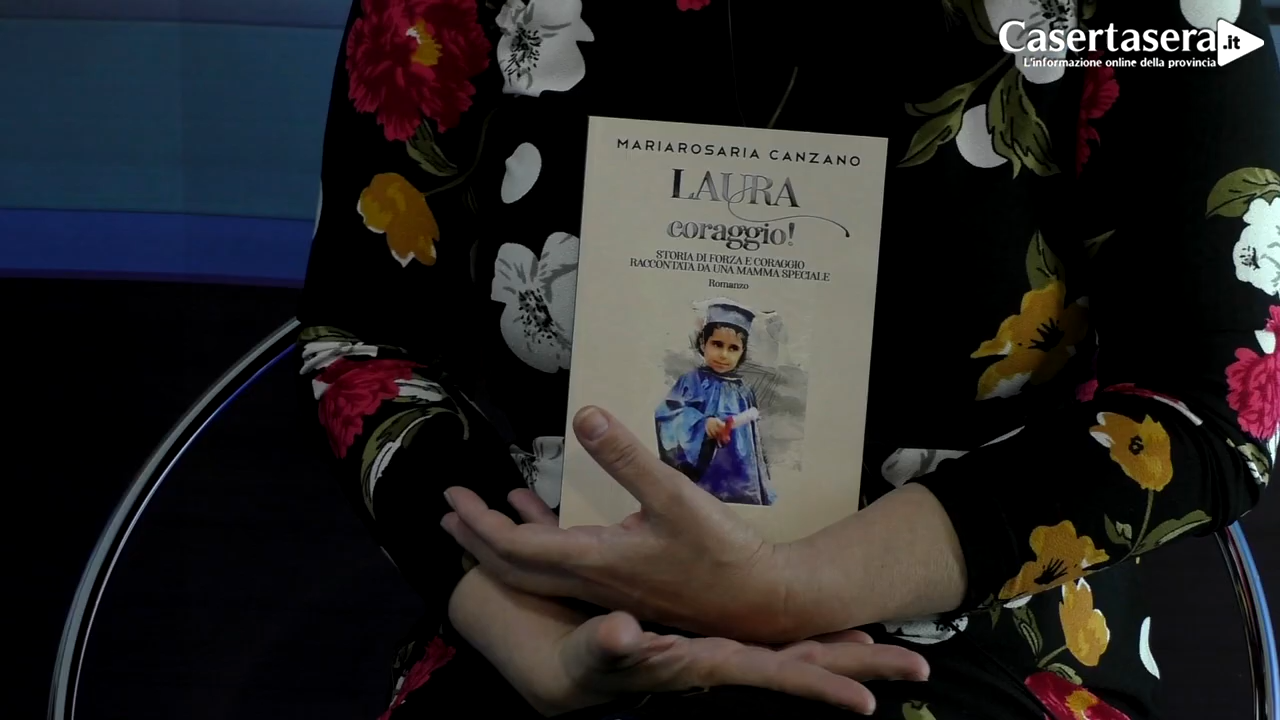 Casertasera.it
L'informazione online della provincia
MARIAROSARIA CANZANO
LAURA
coraggio!
STORIA DI FORZA E CORAGGIO
RACCONTATA DA UNA MAMMA SPECIALE
Romanzo